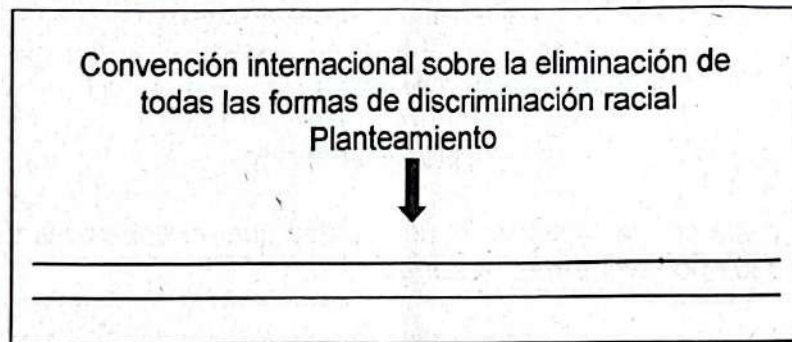 Convención internacional sobre la eliminación de
todas las formas de discriminación racial
Planteamiento